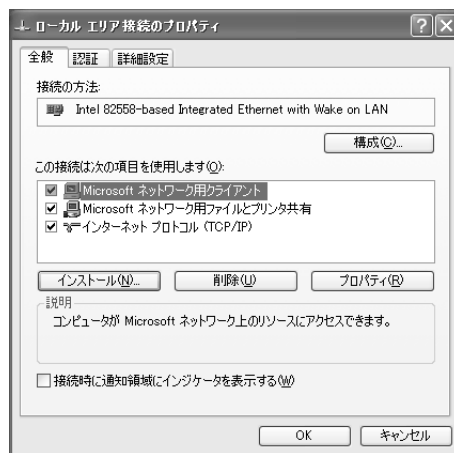 ローカル エリア接続のプロパティ
全般 認証 詳細設定
接続の方法:
Intel 82558-based Integrated Ethernet with Wake on LAN
構成(C)...
この接続は次の項目を使用します(O):
Microsoft ネットワーク用クライアント
Microsoft ネットワーク用ファイルとプリンタ共有
インターネット プロトコル (TCP/IP)
インストール(N)... 削除(U) プロパティ(R)
説明
コンピュータが Microsoft ネットワーク上のリソースにアクセスできます。
接続時に通知領域にインジケータを表示する(W)
OK キャンセル